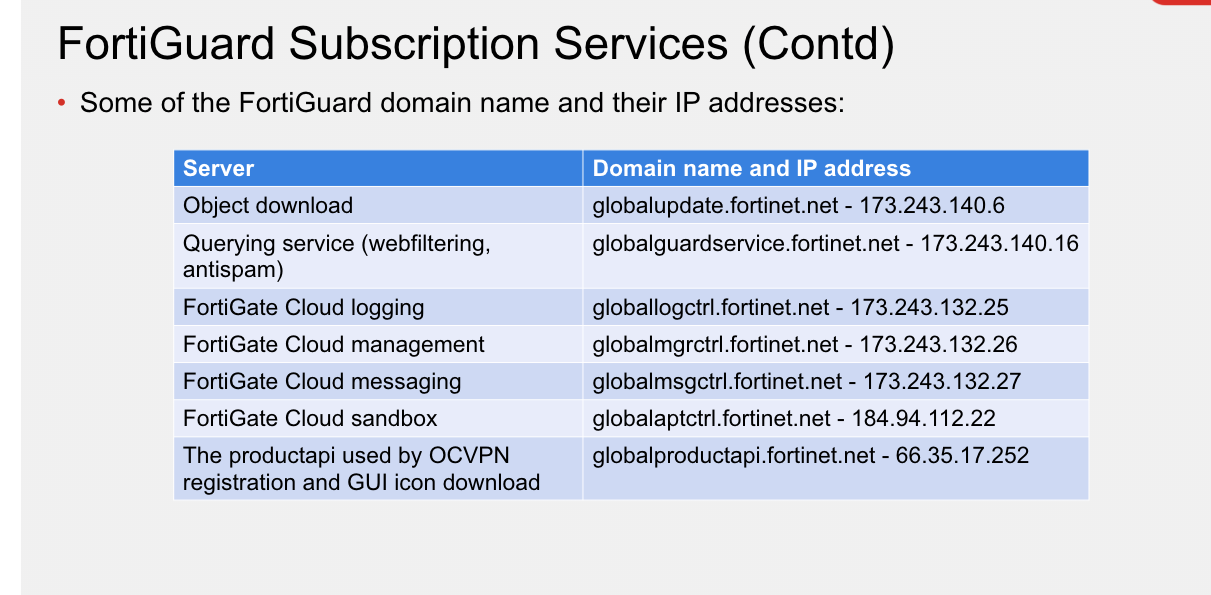 FortiGuard Subscription Services (Contd)
• Some of the FortiGuard domain name and their IP addresses:
Server Domain name and IP address
Object download globalupdate.fortinet.net - 173.243.140.6
Querying service (webfiltering, globalguardservice.fortinet.net - 173.243.140.16
antispam)
FortiGate Cloud logging globallogctrl.fortinet.net - 173.243.132.25
FortiGate Cloud management globalmgrctrl.fortinet.net - 173.243.132.26
FortiGate Cloud messaging globalmsgctrl.fortinet.net - 173.243.132.27
FortiGate Cloud sandbox globalaptctrl.fortinet.net - 184.94.112.22
The productapi used by OCVPN globalproductapi.fortinet.net - 66.35.17.252
registration and GUI icon download